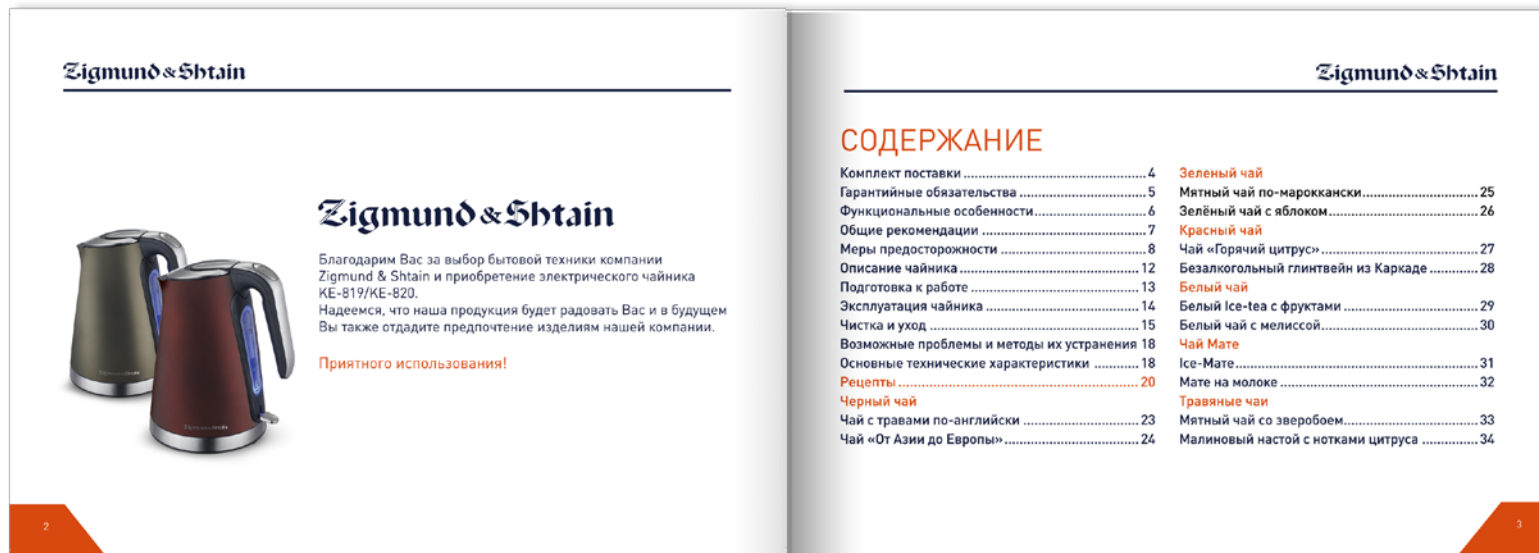 Zigmund & Shtain
Zigmund & Shtain
Благодарим Вас за выбор бытовой техники компании
Zigmund & Shtain и приобретение электрического чайника
KE-819/KE-820.
Надеемся, что наша продукция будет радовать Вас и в будущем
Вы также отдадите предпочтение изделиям нашей компании.
Приятного использования!
Zigmund & Shtain
Zigmund & Shtain
2
Zigmund & Shtain
СОДЕРЖАНИЕ
Комплект поставки ... 4
Гарантийные обязательства ... 5
Функциональные особенности ... 6
Общие рекомендации ... 7
Меры предосторожности ... 8
Описание чайника ... 12
Подготовка к работе ... 13
Эксплуатация чайника ... 14
Чистка и уход ... 15
Возможные проблемы и методы их устранения 18
Основные технические характеристики ... 18
Рецепты ... 20
Черный чай
Чай с травами по-английски ... 23
Чай «От Азии до Европы» ... 24
Зеленый чай
Мятный чай по-мароккански ... 25
Зелёный чай с яблоком ... 26
Красный чай
Чай «Горячий цитрус» ... 27
Безалкогольный глинтвейн из Каркаде ... 28
Белый чай
Белый Ice-tea с фруктами ... 29
Белый чай с мелиссой ... 30
Чай Мате
Ice-Мате ... 31
Мате на молоке ... 32
Травяные чаи
Мятный чай со зверобоем ... 33
Малиновый настой с нотками цитруса ... 34
3